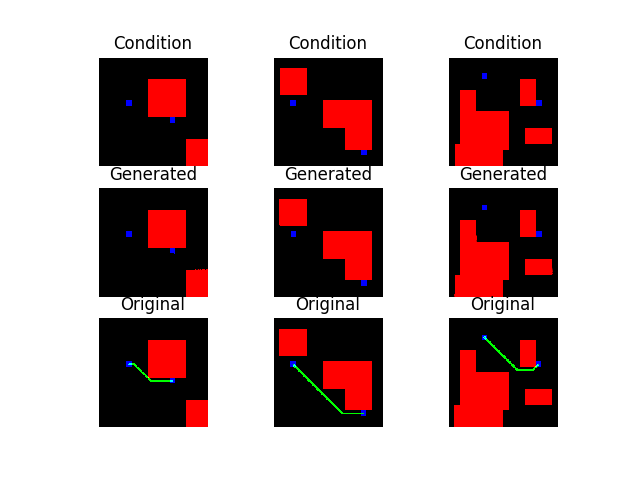 Condition Condition Condition
Generated Generated Generated
Original Original Original